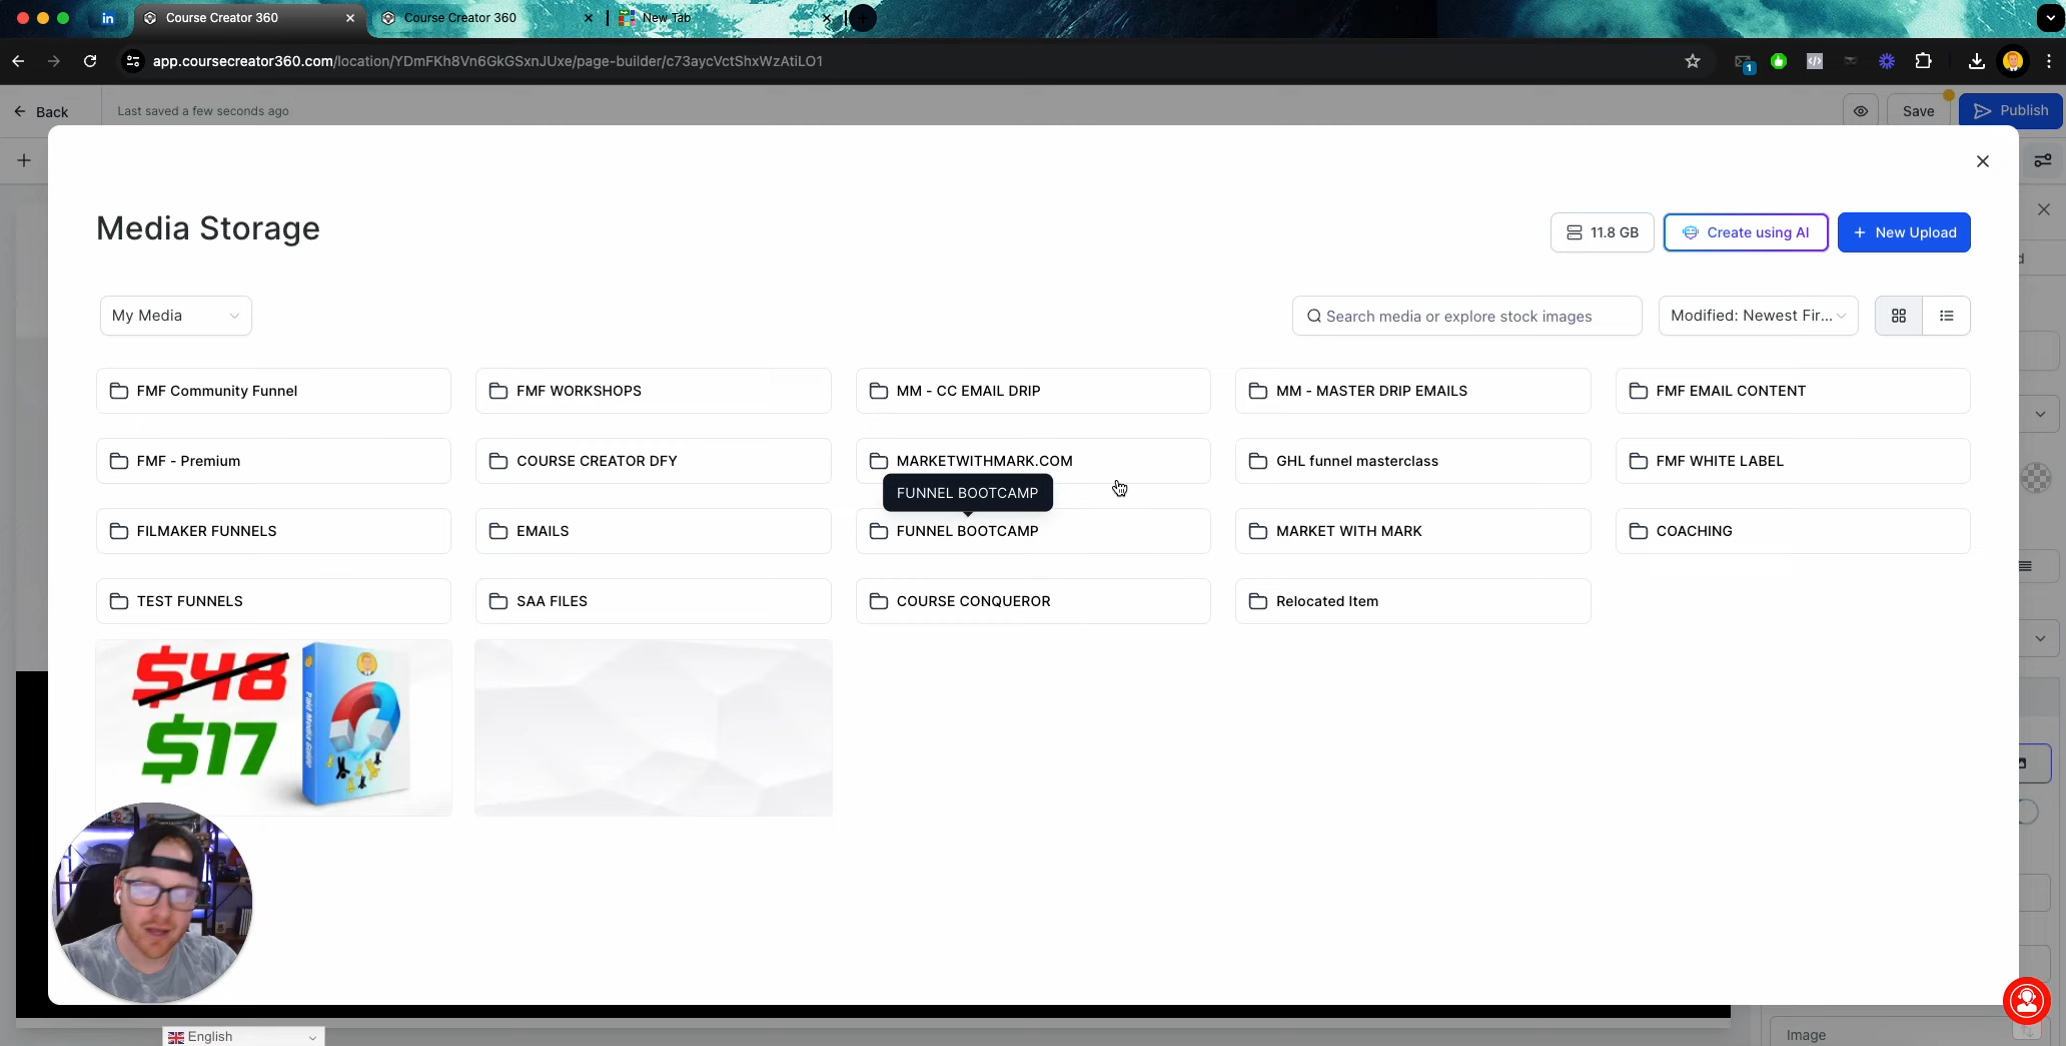 in Course Creator 360 Course Creator 360 New Tab
app.coursecreator360.com/location/YDmFKh8Vn6GkGSxnJUxe/page-builder/c73aycVctShxWzAtiLO1 1
Back Last saved a few seconds ago Save Publish
Media Storage 11.8 GB Create using AI New Upload
My Media Search media or explore stock images Modified: Newest Fir...
FMF Community Funnel FMF WORKSHOPS MM - CC EMAIL DRIP MM - MASTER DRIP EMAILS FMF EMAIL CONTENT
FMF - Premium COURSE CREATOR DFY MARKETWITHMARK.COM GHL funnel masterclass FMF WHITE LABEL
FUNNEL BOOTCAMP
FILMAKER FUNNELS EMAILS FUNNEL BOOTCAMP MARKET WITH MARK COACHING
TEST FUNNELS SAA FILES COURSE CONQUEROR Relocated Item
$48
$17
English
Image